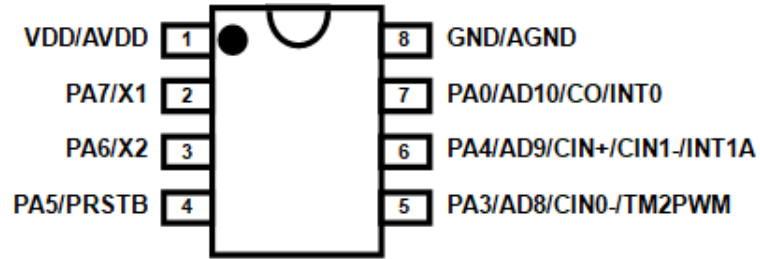 VDD/AVDD 1 8 GND/AGND
PA7/X1 2 7 PA0/AD10/CO/INT0
PA6/X2 3 6 PA4/AD9/CIN+/CIN1-/INT1A
PA5/PRSTB 4 5 PA3/AD8/CIN0-/TM2PWM